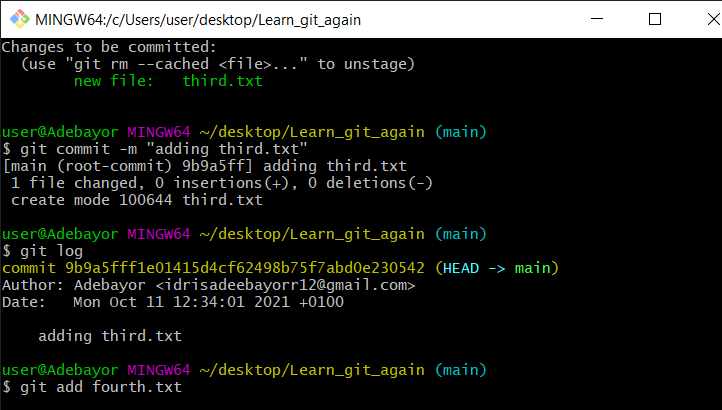 MINGW64:/c/Users/user/desktop/Learn_git_again
Changes to be committed:
  (use "git rm --cached <file>..." to unstage)
        new file:   third.txt

user@Adebayor MINGW64 ~/desktop/Learn_git_again (main)
$ git commit -m "adding third.txt"
[main (root-commit) 9b9a5ff] adding third.txt
 1 file changed, 0 insertions(+), 0 deletions(-)
 create mode 100644 third.txt

user@Adebayor MINGW64 ~/desktop/Learn_git_again (main)
$ git log
commit 9b9a5fff1e01415d4cf62498b75f7abd0e230542 (HEAD -> main)
Author: Adebayor <idrisadeebayorr12@gmail.com>
Date:   Mon Oct 11 12:34:01 2021 +0100

    adding third.txt

user@Adebayor MINGW64 ~/desktop/Learn_git_again (main)
$ git add fourth.txt